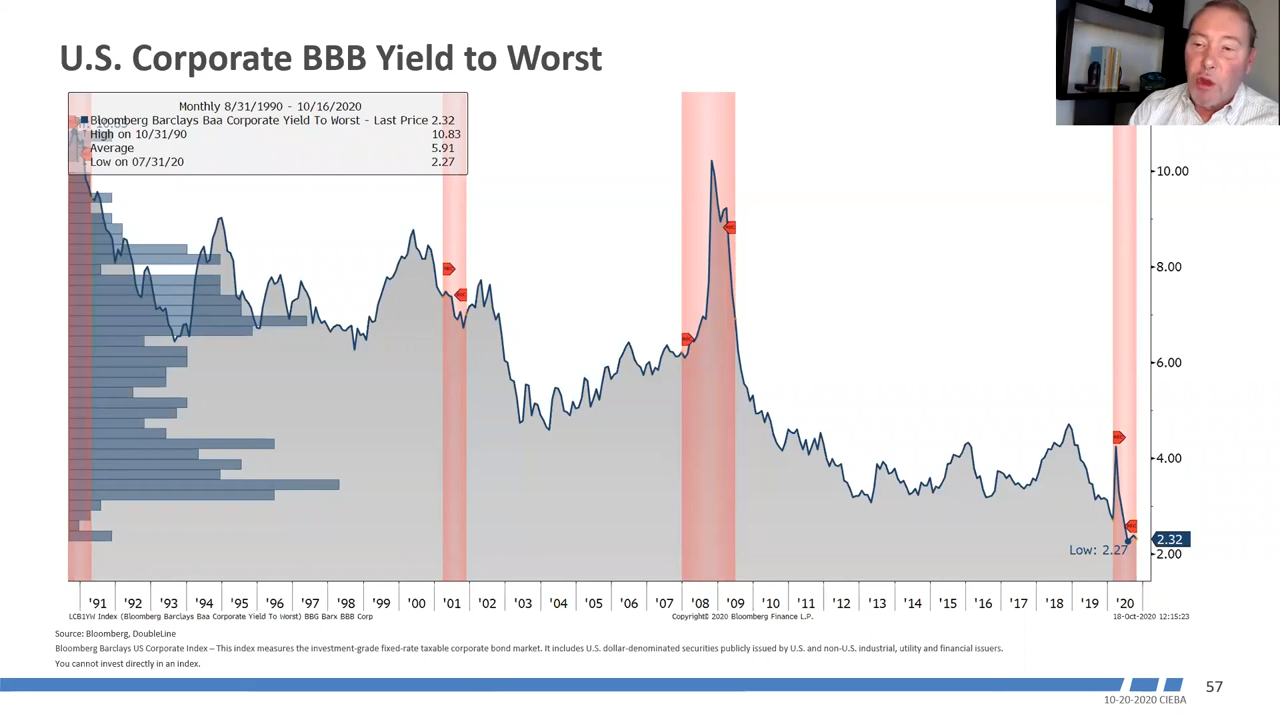 U.S. Corporate BBB Yield to Worst
Monthly 8/31/1990 - 10/16/2020
Bloomberg Barclays Baa Corporate Yield To Worst - Last Price 2.32
High on 10/31/90 10.83
Average 5.91
Low on 07/31/20 2.27
10.00
8.00
6.00
4.00
2.32
2.00
Low: 2.27
'91 '92 '93 '94 '95 '96 '97 '98 '99 '00 '01 '02 '03 '04 '05 '06 '07 '08 '09 '10 '11 '12 '13 '14 '15 '16 '17 '18 '19 '20
LCB1YW Index (Bloomberg Barclays Baa Corporate Yield To Worst) BBG Barx BBB Corp Copyright© 2020 Bloomberg Finance L.P. 18-Oct-2020 12:15:23
Source: Bloomberg, DoubleLine
Bloomberg Barclays US Corporate Index – This index measures the investment-grade fixed-rate taxable corporate bond market. It includes U.S. dollar-denominated securities publicly issued by U.S. and non-U.S. industrial, utility and financial issuers.
You cannot invest directly in an index.
57
10-20-2020 CIEBA